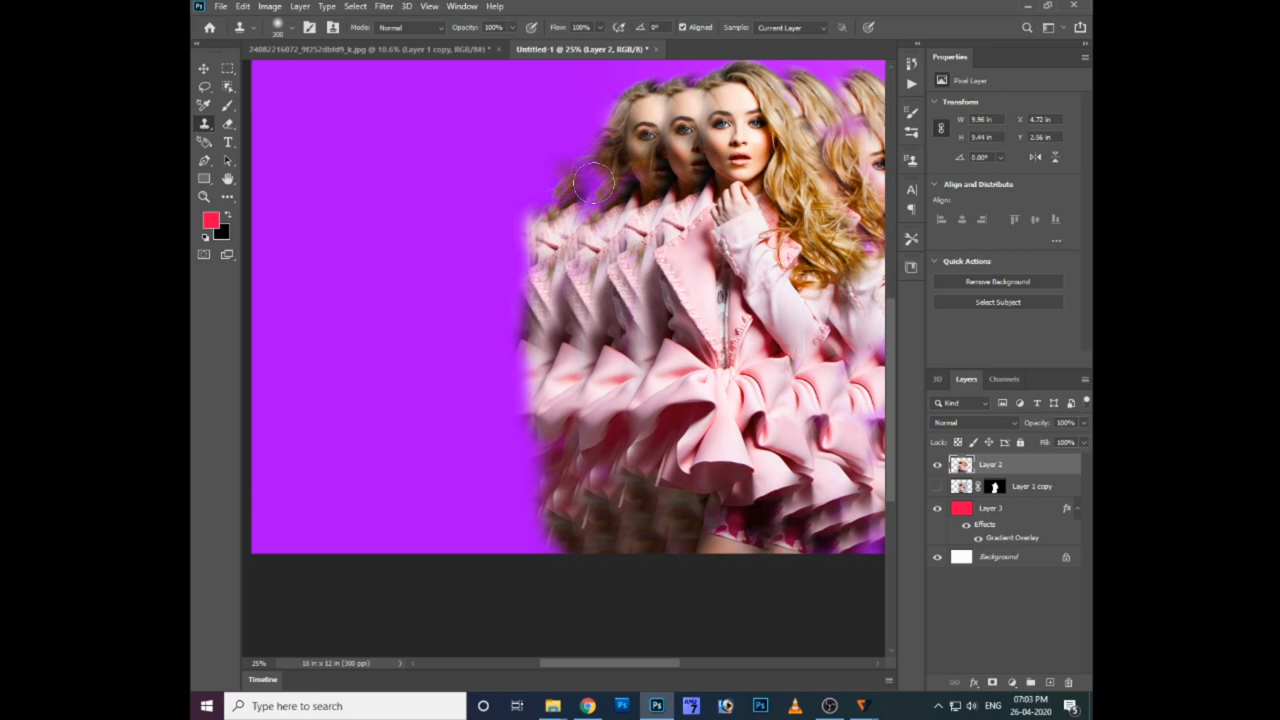 Ps File Edit Image Layer Type Select Filter 3D View Window Help
300 Mode: Normal Opacity: 100% Flow: 100% 0° Aligned Sample: Current Layer
24082216072_9f252dbfd9_k.jpg @ 10.6% (Layer 1 copy, RGB/8#) * × Untitled-1 @ 25% (Layer 2, RGB/8) * ×
Properties
Pixel Layer
Transform
W 9.96 in X 4.72 in
H 9.44 in Y 2.56 in
0.00°
Align and Distribute
Align:
Quick Actions
Remove Background
Select Subject
3D Layers Channels
Kind
Normal Opacity: 100%
Lock: Fill: 100%
Layer 2
Layer 1 copy
Layer 3 fx
Effects
Gradient Overlay
Background
25% 18 in x 12 in (300 ppi)
Timeline
Type here to search
ENG
07:03 PM
26-04-2020
5